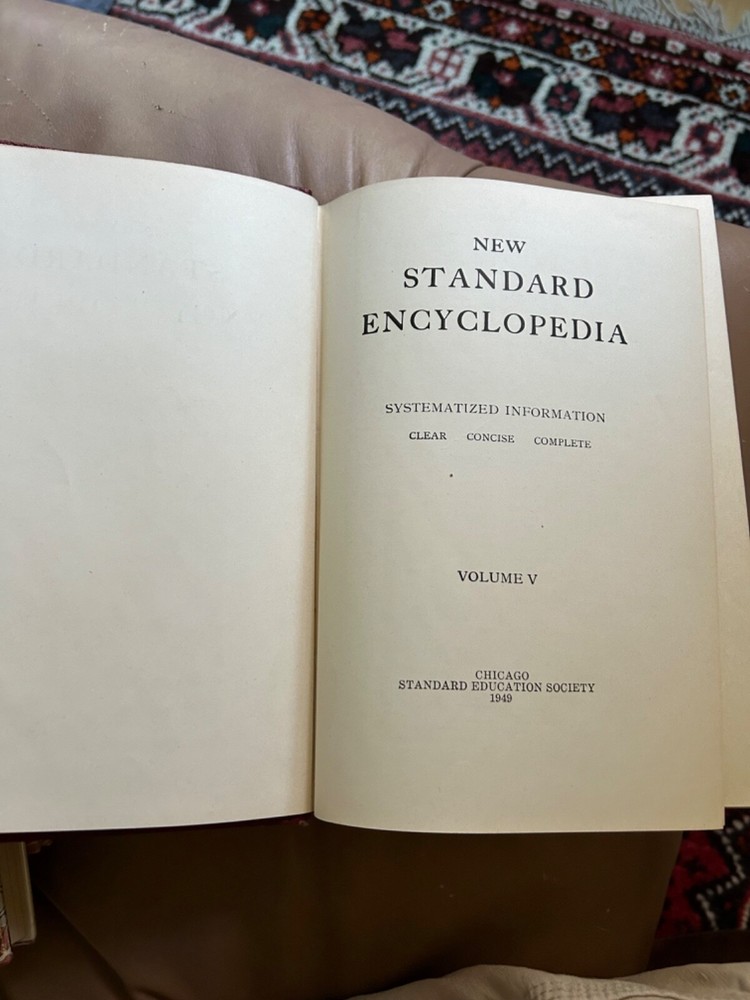 NEW
STANDARD
ENCYCLOPEDIA
SYSTEMATIZED INFORMATION
CLEAR CONCISE COMPLETE
VOLUME V
CHICAGO
STANDARD EDUCATION SOCIETY
1949